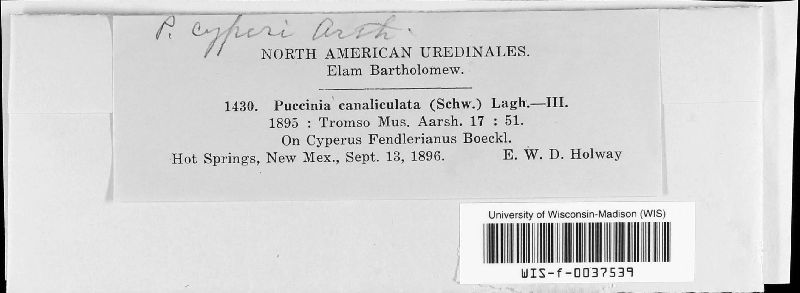 P. cyperi Arth.
NORTH AMERICAN UREDINALES.
Elam Bartholomew.
1430. Puccinia canaliculata (Schw.) Lagh.—III.
1895 : Tromso Mus. Aarsh. 17 : 51.
On Cyperus Fendlerianus Boeckl.
Hot Springs, New Mex., Sept. 13, 1896. E. W. D. Holway
University of Wisconsin-Madison (WIS)
WIS-f-0037539